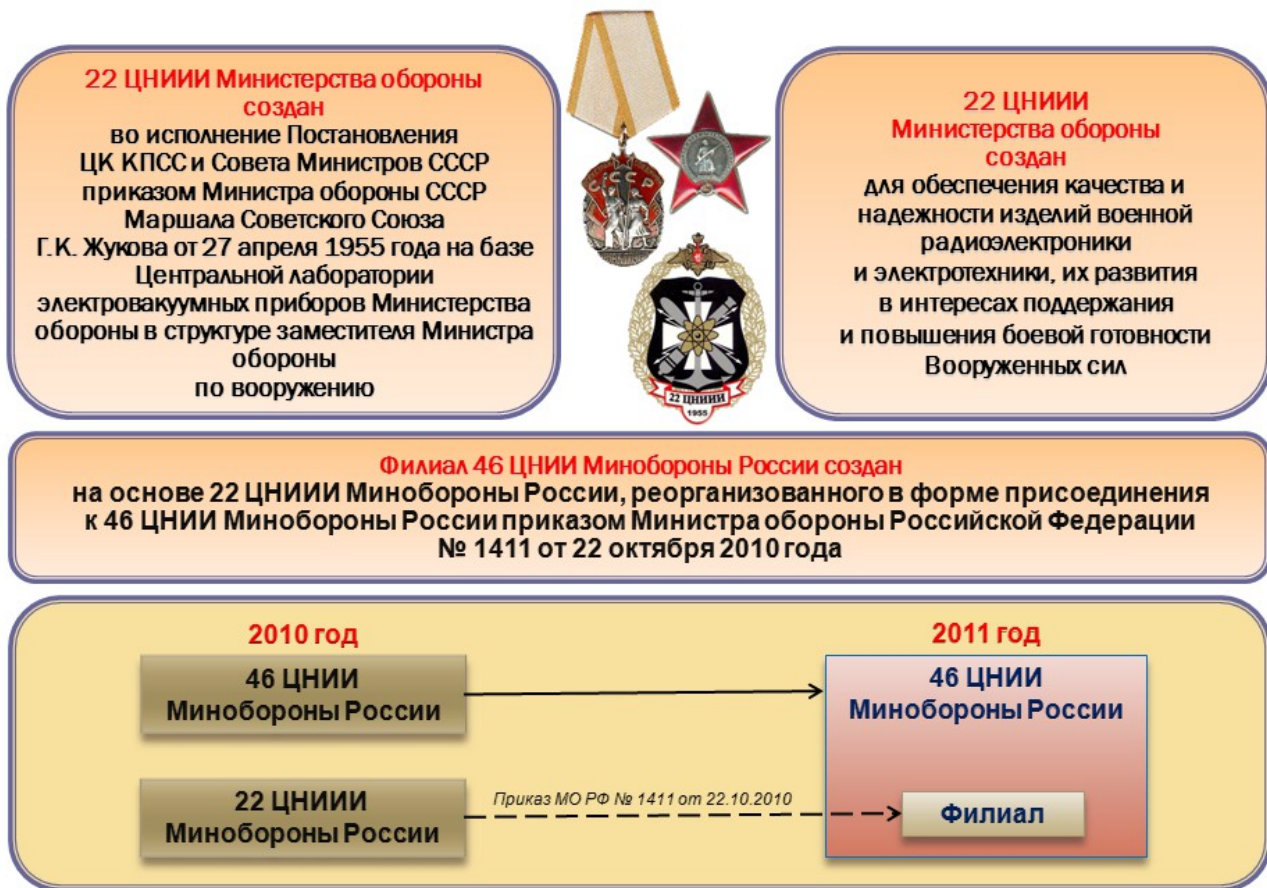 22 ЦНИИИ Министерства обороны
создан
во исполнение Постановления
ЦК КПСС и Совета Министров СССР
приказом Министра обороны СССР
Маршала Советского Союза
Г.К. Жукова от 27 апреля 1955 года на базе
Центральной лаборатории
электровакуумных приборов Министерства
обороны в структуре заместителя Министра
обороны
по вооружению
СССР
22 ЦНИИИ
1955
22 ЦНИИИ
Министерства обороны
создан
для обеспечения качества и
надежности изделий военной
радиоэлектроники
и электротехники, их развития
в интересах поддержания
и повышения боевой готовности
Вооруженных сил
Филиал 46 ЦНИИ Минобороны России создан
на основе 22 ЦНИИИ Минобороны России, реорганизованного в форме присоединения
к 46 ЦНИИ Минобороны России приказом Министра обороны Российской Федерации
№ 1411 от 22 октября 2010 года
2010 год
46 ЦНИИ
Минобороны России
22 ЦНИИИ
Минобороны России
Приказ МО РФ № 1411 от 22.10.2010
2011 год
46 ЦНИИ
Минобороны России
Филиал